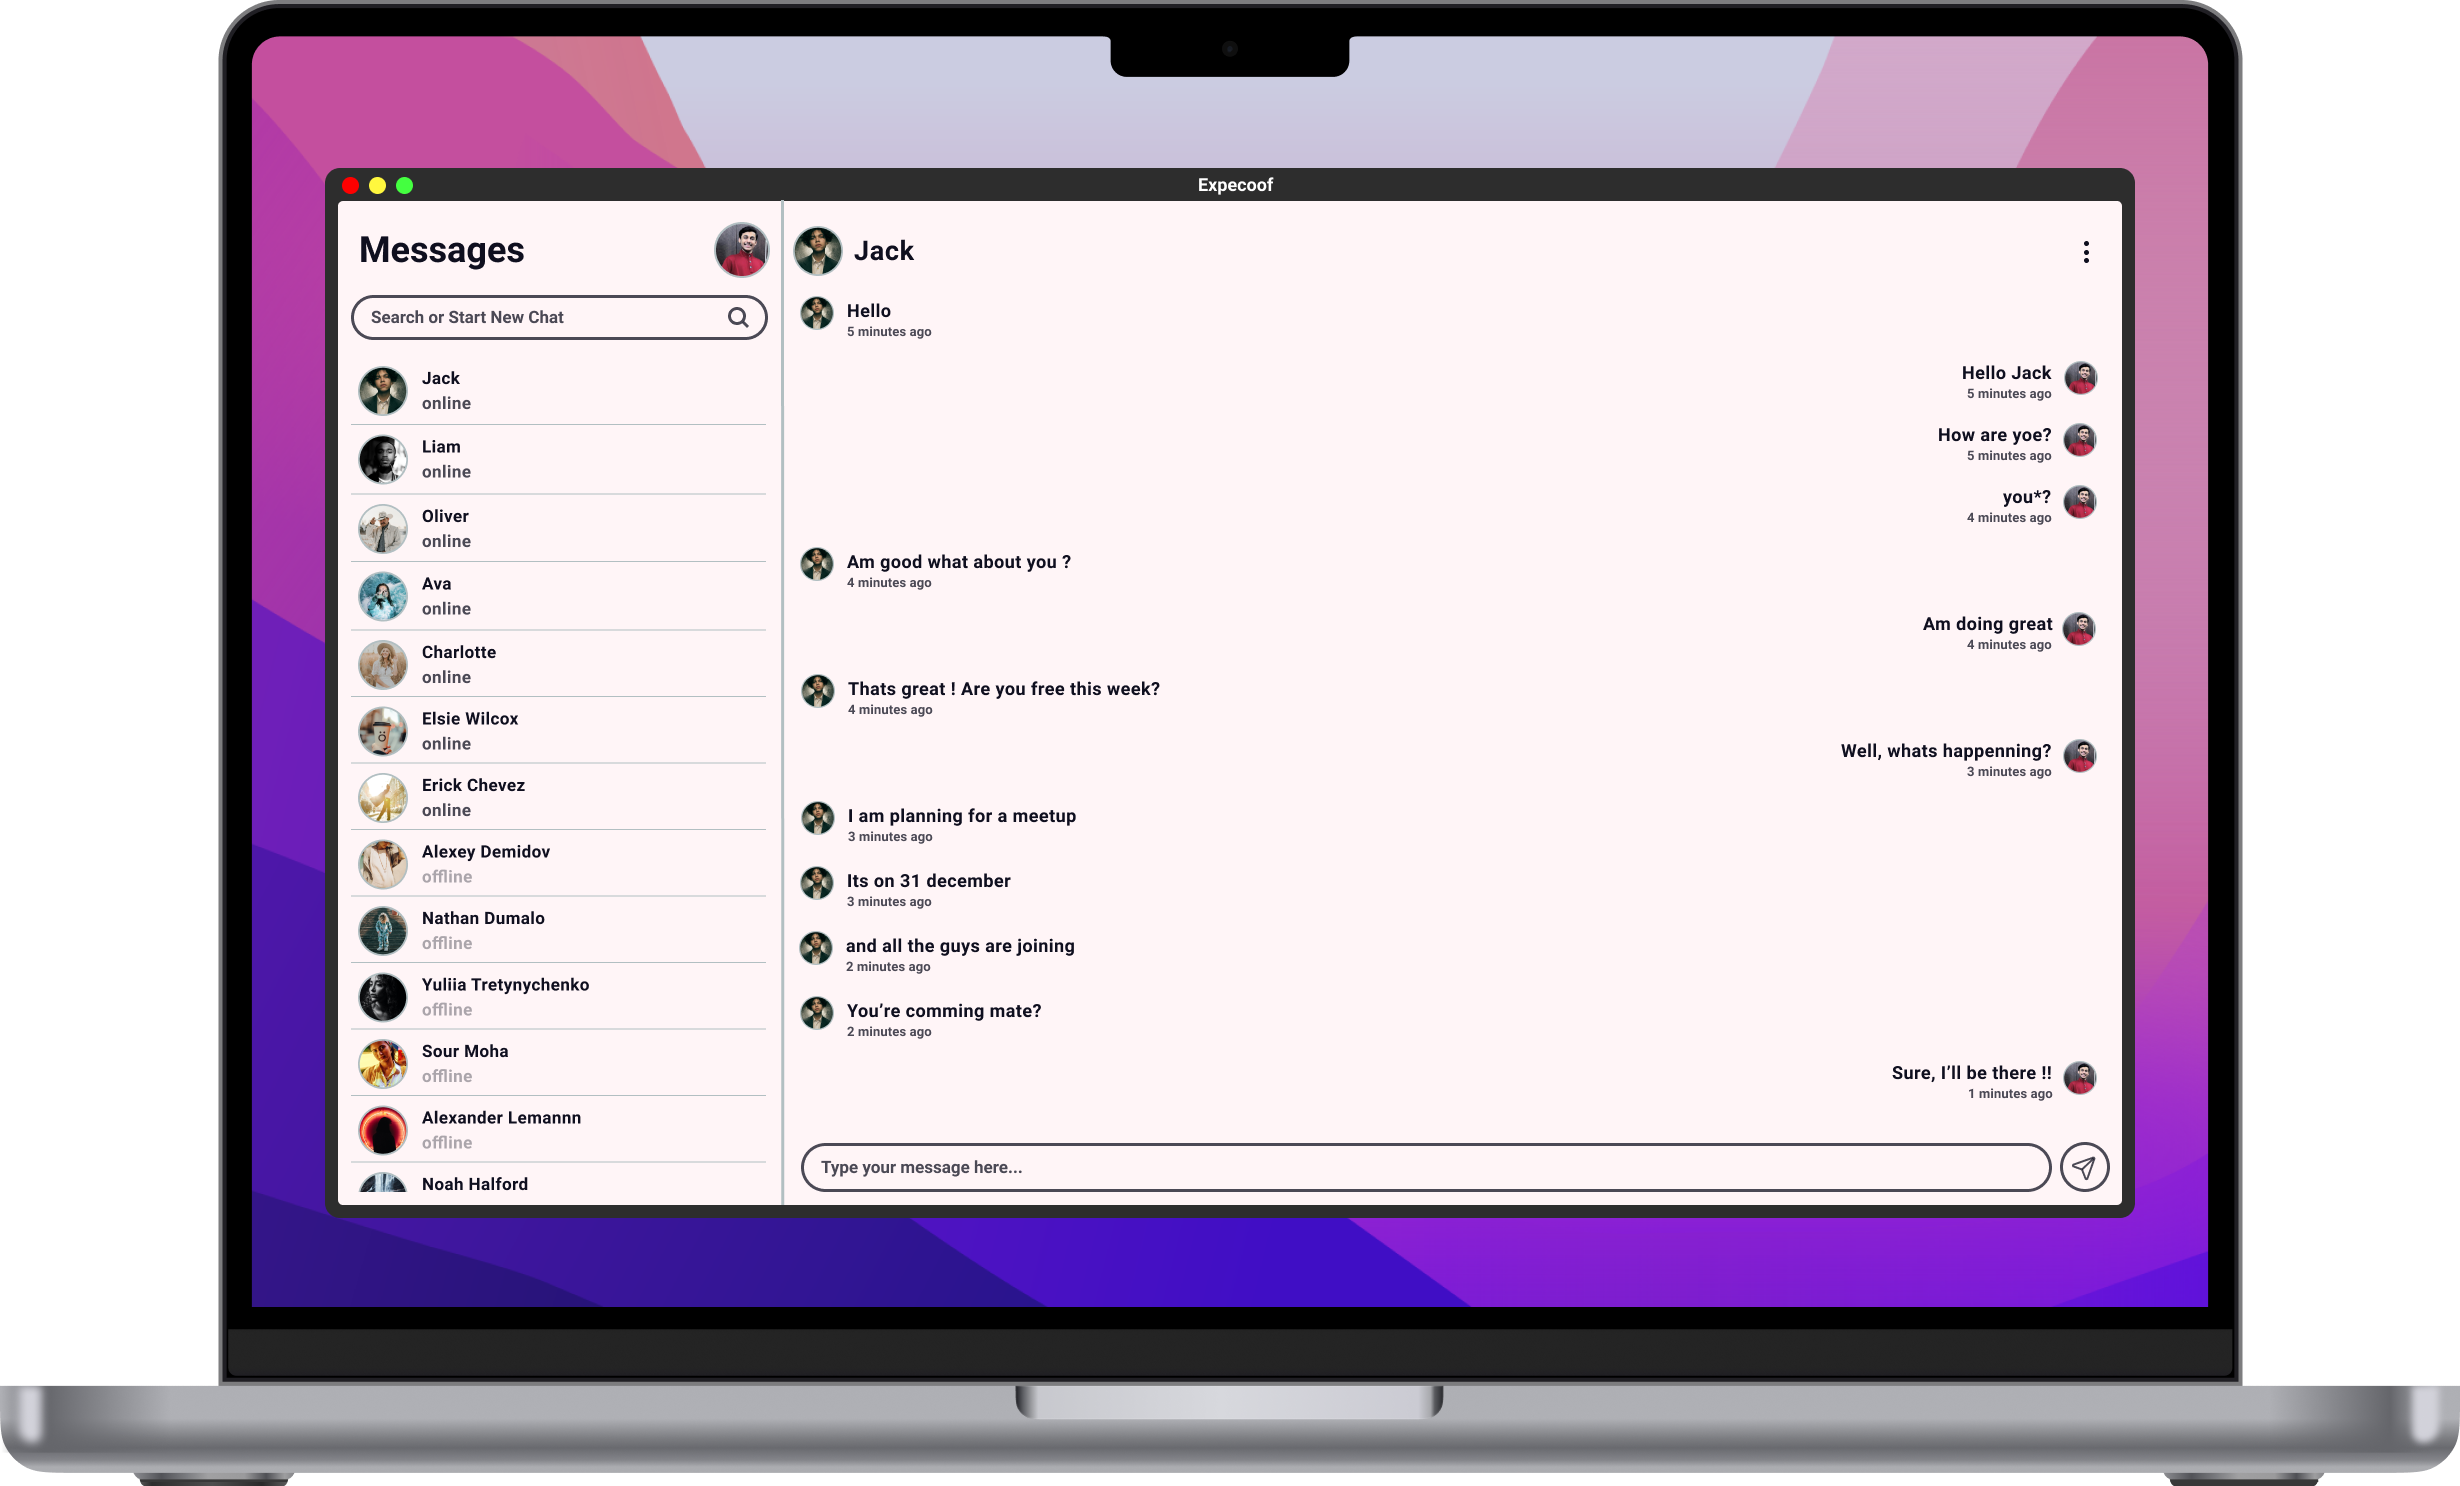 Expecoof
Messages
Search or Start New Chat
Jack
online
Liam
online
Oliver
online
Ava
online
Charlotte
online
Elsie Wilcox
online
Erick Chevez
online
Alexey Demidov
offline
Nathan Dumalo
offline
Yuliia Tretynychenko
offline
Sour Moha
offline
Alexander Lemannn
offline
Noah Halford
Jack
Hello
5 minutes ago
Hello Jack
5 minutes ago
How are yoe?
5 minutes ago
you*?
4 minutes ago
Am good what about you ?
4 minutes ago
Am doing great
4 minutes ago
Thats great ! Are you free this week?
4 minutes ago
Well, whats happenning?
3 minutes ago
I am planning for a meetup
3 minutes ago
Its on 31 december
3 minutes ago
and all the guys are joining
2 minutes ago
You’re comming mate?
2 minutes ago
Sure, I’ll be there !!
1 minutes ago
Type your message here...